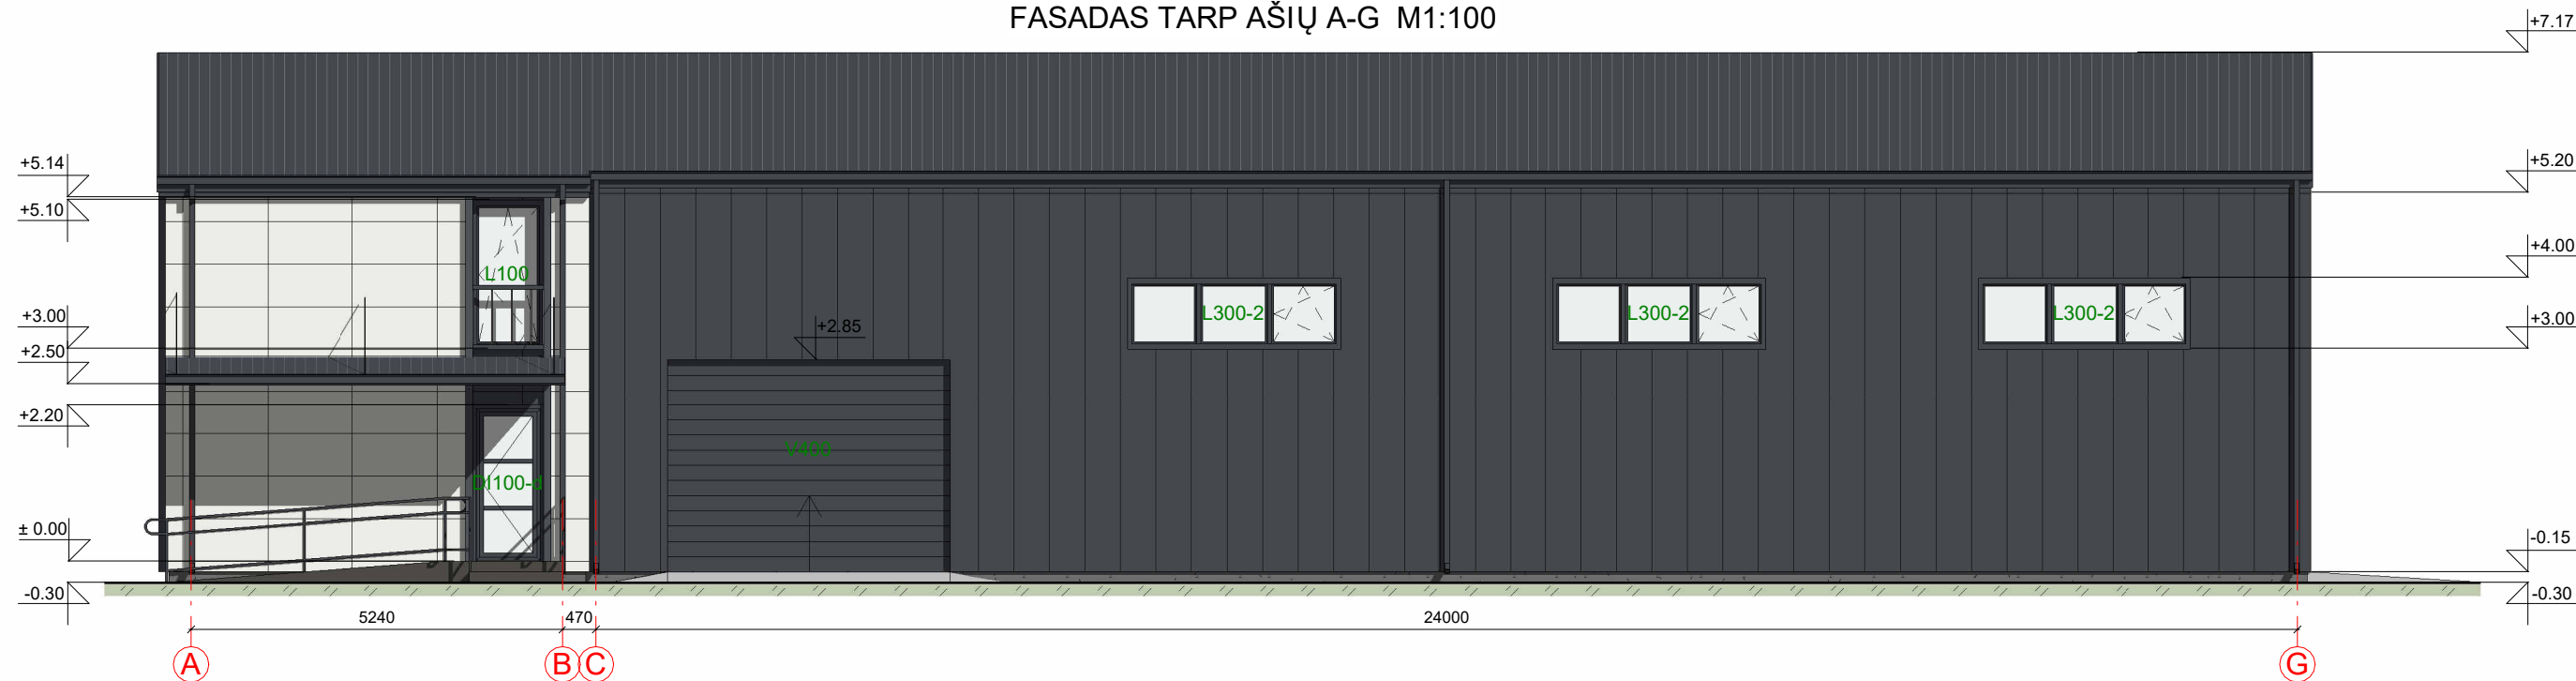 FASADAS TARP AŠIŲ A-G M1:100
+7.17
+5.14
+5.20
+5.10
+4.00
L100
+3.00
L300-2
L300-2
L300-2
+3.00
+2.85
+2.50
+2.20
V400
DI100-d
± 0.00
-0.15
-0.30
-0.30
5240
470
24000
A
B
C
G